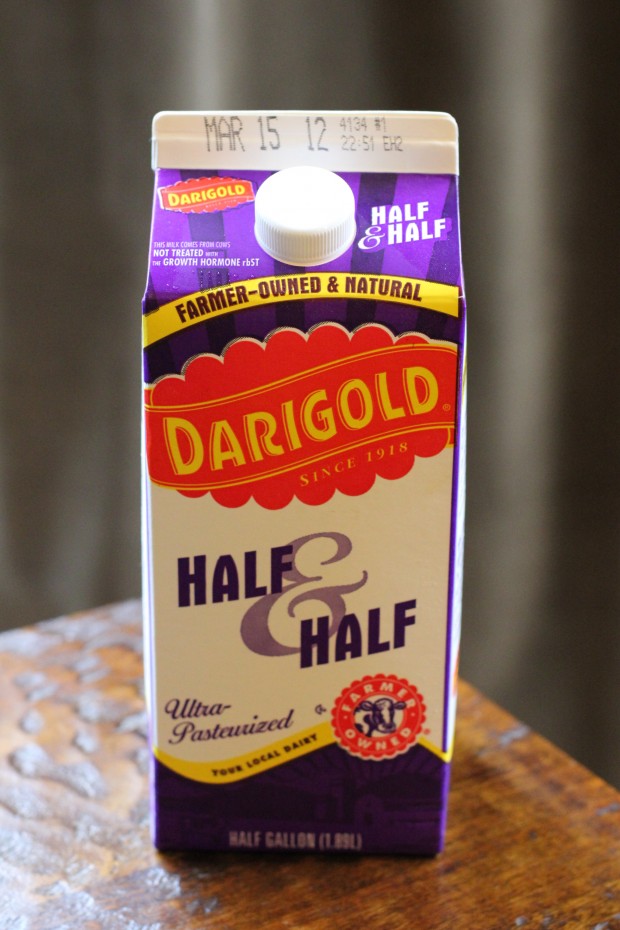 MAR 15 12 4134 #1
22:51 EH2
DARIGOLD
HALF
& HALF
THIS MILK COMES FROM COWS
NOT TREATED WITH
THE GROWTH HORMONE rbST
FARMER-OWNED & NATURAL
DARIGOLD®
SINCE 1918
HALF
&
HALF
Ultra-
Pasteurized
FARMER
OWNED
YOUR LOCAL DAIRY
HALF GALLON (1.89L)